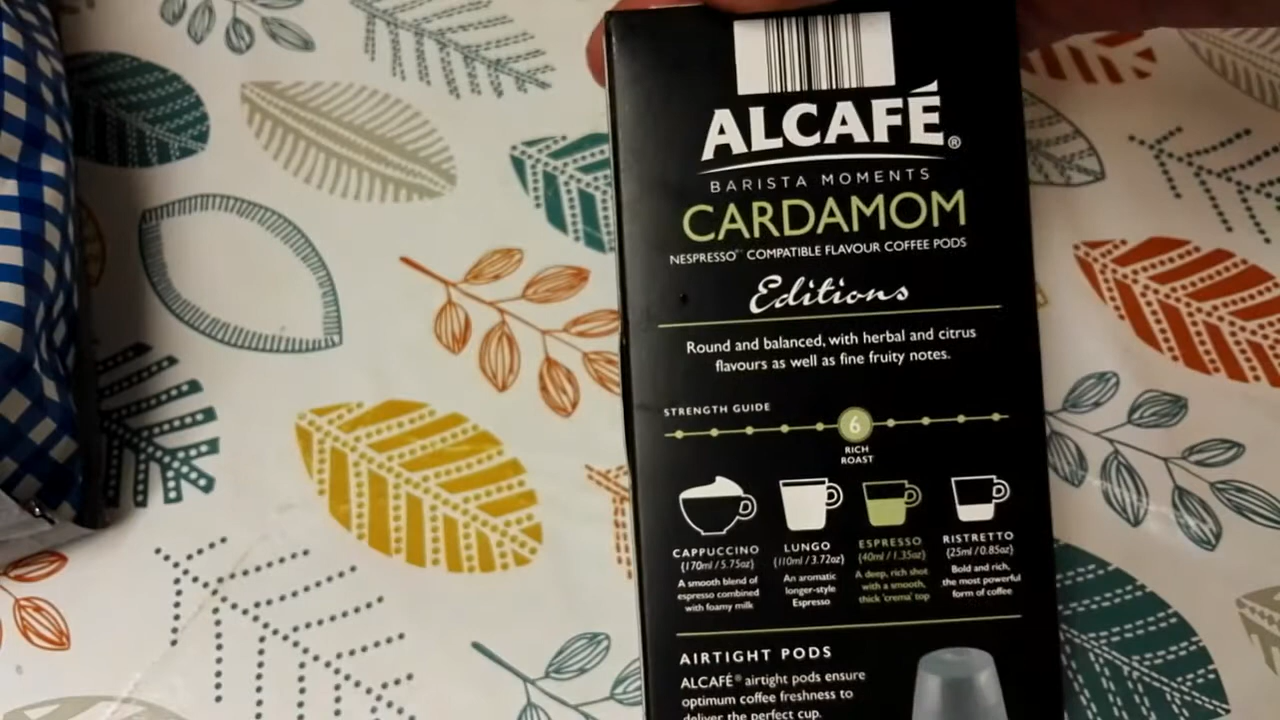 ALCAFÉ®
BARISTA MOMENTS
CARDAMOM
NESPRESSO®* COMPATIBLE FLAVOUR COFFEE PODS
Editions
Round and balanced, with herbal and citrus
flavours as well as fine fruity notes.
STRENGTH GUIDE
6
RICH
ROAST
CAPPUCCINO
(170ml / 5.75oz)
A smooth blend of
espresso combined
with foamy milk
LUNGO
(110ml / 3.72oz)
An aromatic
longer-style
Espresso
ESPRESSO
(40ml / 1.35oz)
A deep, rich shot
with a smooth,
thick 'crema' top
RISTRETTO
(25ml / 0.85oz)
Bold and rich,
the most powerful
form of coffee
AIRTIGHT PODS
ALCAFÉ® airtight pods ensure
optimum coffee freshness to
deliver the perfect cup.